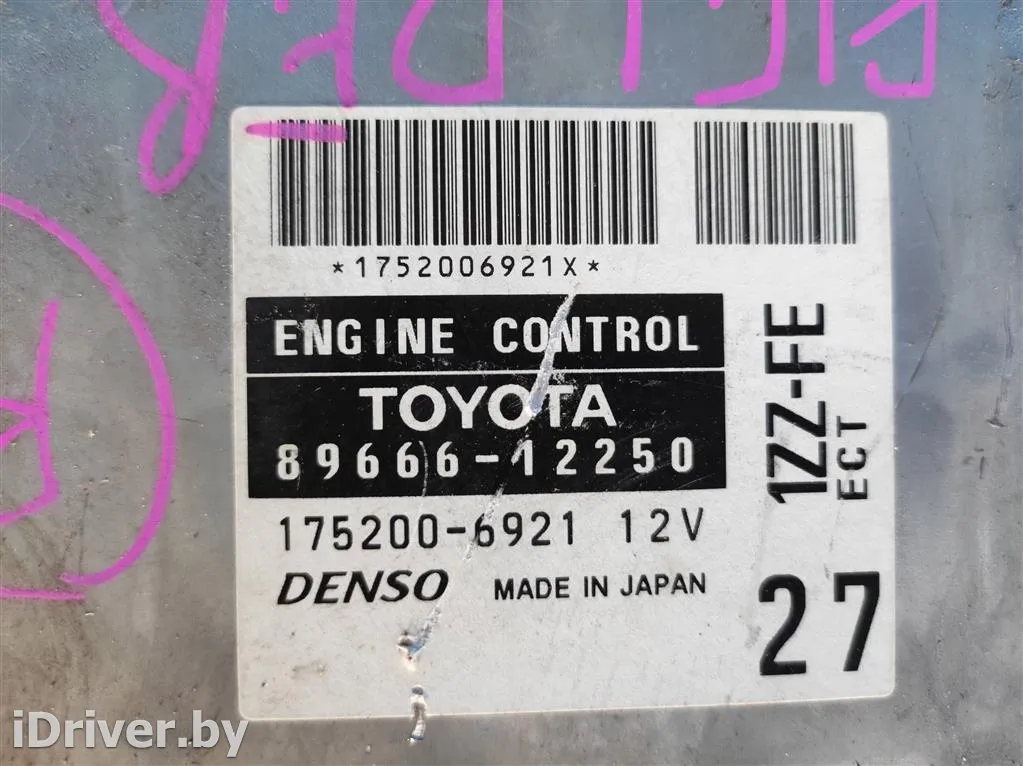 *1752006921X*
ENGINE CONTROL
TOYOTA
89666-12250
175200-6921 12V
DENSO MADE IN JAPAN
1ZZ-FE
ECT
27
iDriver.by